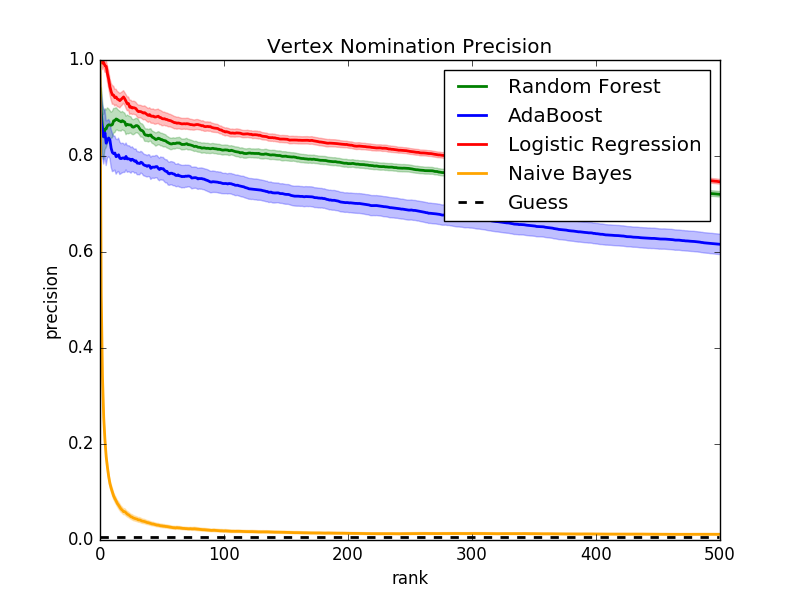 Vertex Nomination Precision
1.0
0.8
0.6
0.4
0.2
0.0
precision
Random Forest
AdaBoost
Logistic Regression
Naive Bayes
Guess
0 100 200 300 400 500
rank